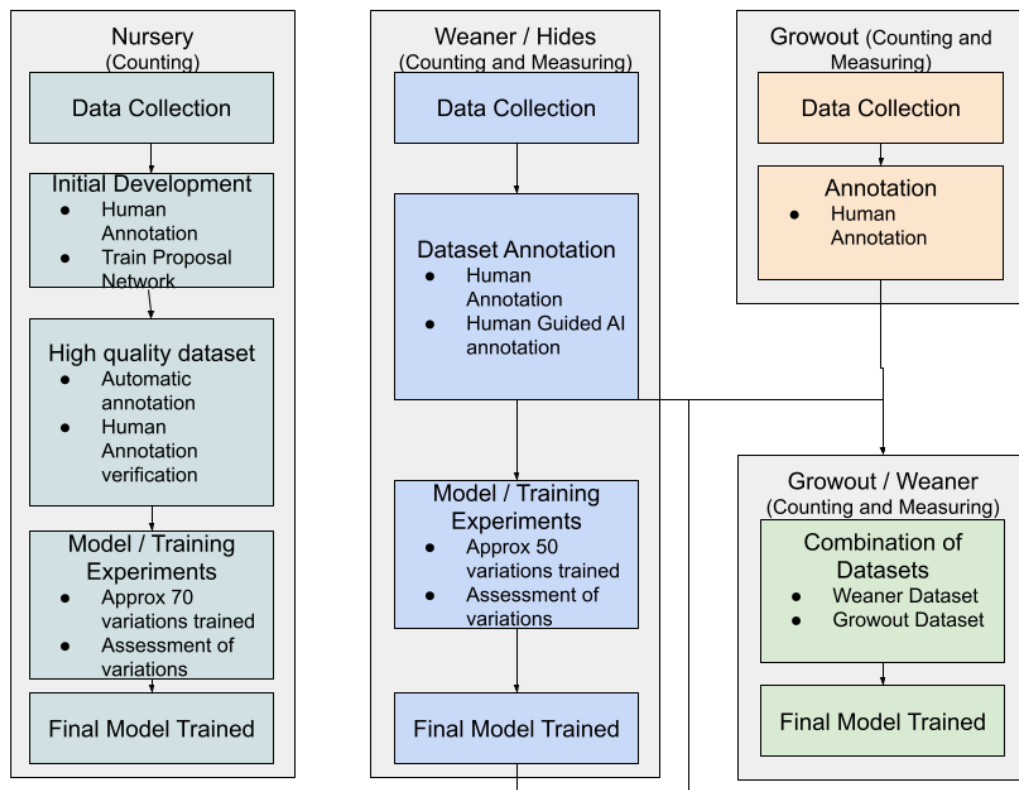 Nursery
(Counting)
Data Collection
Initial Development
● Human
Annotation
● Train Proposal
Network
High quality dataset
● Automatic
annotation
● Human
Annotation
verification
Model / Training
Experiments
● Approx 70
variations trained
● Assessment of
variations
Final Model Trained
Weaner / Hides
(Counting and Measuring)
Data Collection
Dataset Annotation
● Human
Annotation
● Human Guided AI
annotation
Model / Training
Experiments
● Approx 50
variations trained
● Assessment of
variations
Final Model Trained
Growout (Counting and
Measuring)
Data Collection
Annotation
● Human
Annotation
Growout / Weaner
(Counting and Measuring)
Combination of
Datasets
● Weaner Dataset
● Growout Dataset
Final Model Trained